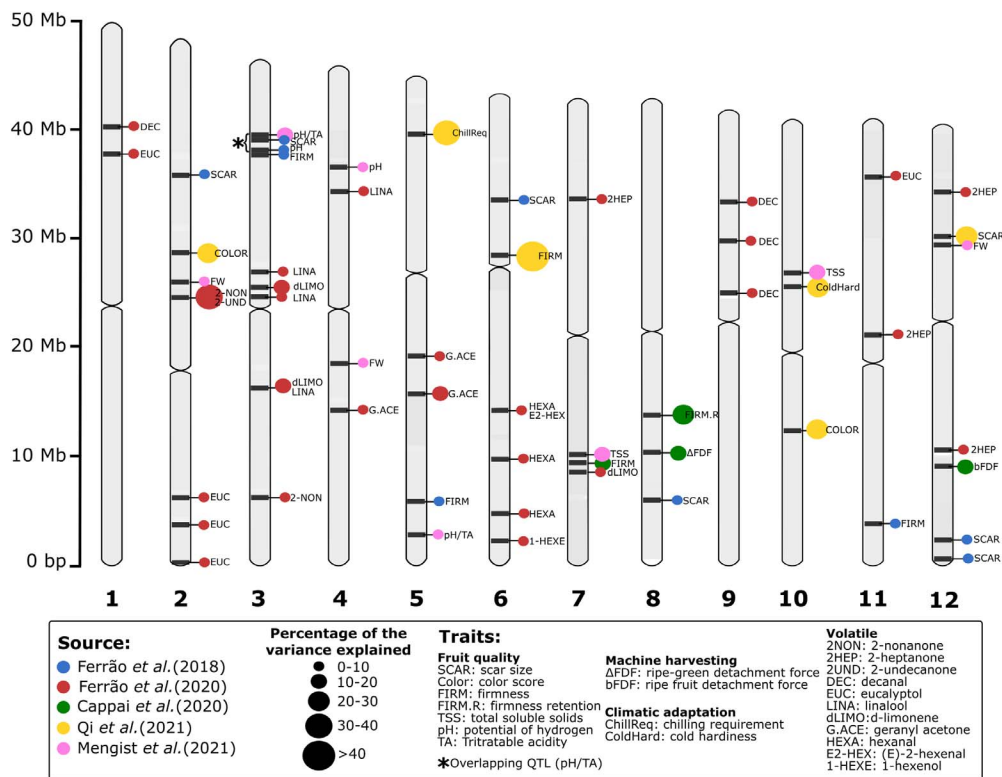 50 Mb
40 Mb
30 Mb
20 Mb
10 Mb
0 bp
DEC
EUC
SCAR
COLOR
FW
2-NON
2-UND
EUC
EUC
EUC
*
pH/TA
SCAR
pH
FIRM
LINA
dLIMO
LINA
dLIMO
LINA
2-NON
pH
LINA
FW
G.ACE
ChillReq
G.ACE
G.ACE
FIRM
pH/TA
SCAR
FIRM
HEXA
E2-HEX
HEXA
HEXA
1-HEXE
2HEP
TSS
FIRM
dLIMO
FIRM.R
ΔFDF
SCAR
DEC
DEC
DEC
TSS
ColdHard
COLOR
EUC
2HEP
FIRM
2HEP
SCAR
FW
2HEP
bFDF
SCAR
SCAR
1 2 3 4 5 6 7 8 9 10 11 12
Source:
Ferrão et al.(2018)
Ferrão et al.(2020)
Cappai et al.(2020)
Qi et al.(2021)
Mengist et al.(2021)
Percentage of the
variance explained
0-10
10-20
20-30
30-40
>40
Traits:
Fruit quality
SCAR: scar size
Color: color score
FIRM: firmness
FIRM.R: firmness retention
TSS: total soluble solids
pH: potential of hydrogen
TA: Tritratable acidity
*Overlapping QTL (pH/TA)
Machine harvesting
ΔFDF: ripe-green detachment force
bFDF: ripe fruit detachment force
Climatic adaptation
ChillReq: chilling requirement
ColdHard: cold hardiness
Volatile
2NON: 2-nonanone
2HEP: 2-heptanone
2UND: 2-undecanone
DEC: decanal
EUC: eucalyptol
LINA: linalool
dLIMO:d-limonene
G.ACE: geranyl acetone
HEXA: hexanal
E2-HEX: (E)-2-hexenal
1-HEXE: 1-hexenol